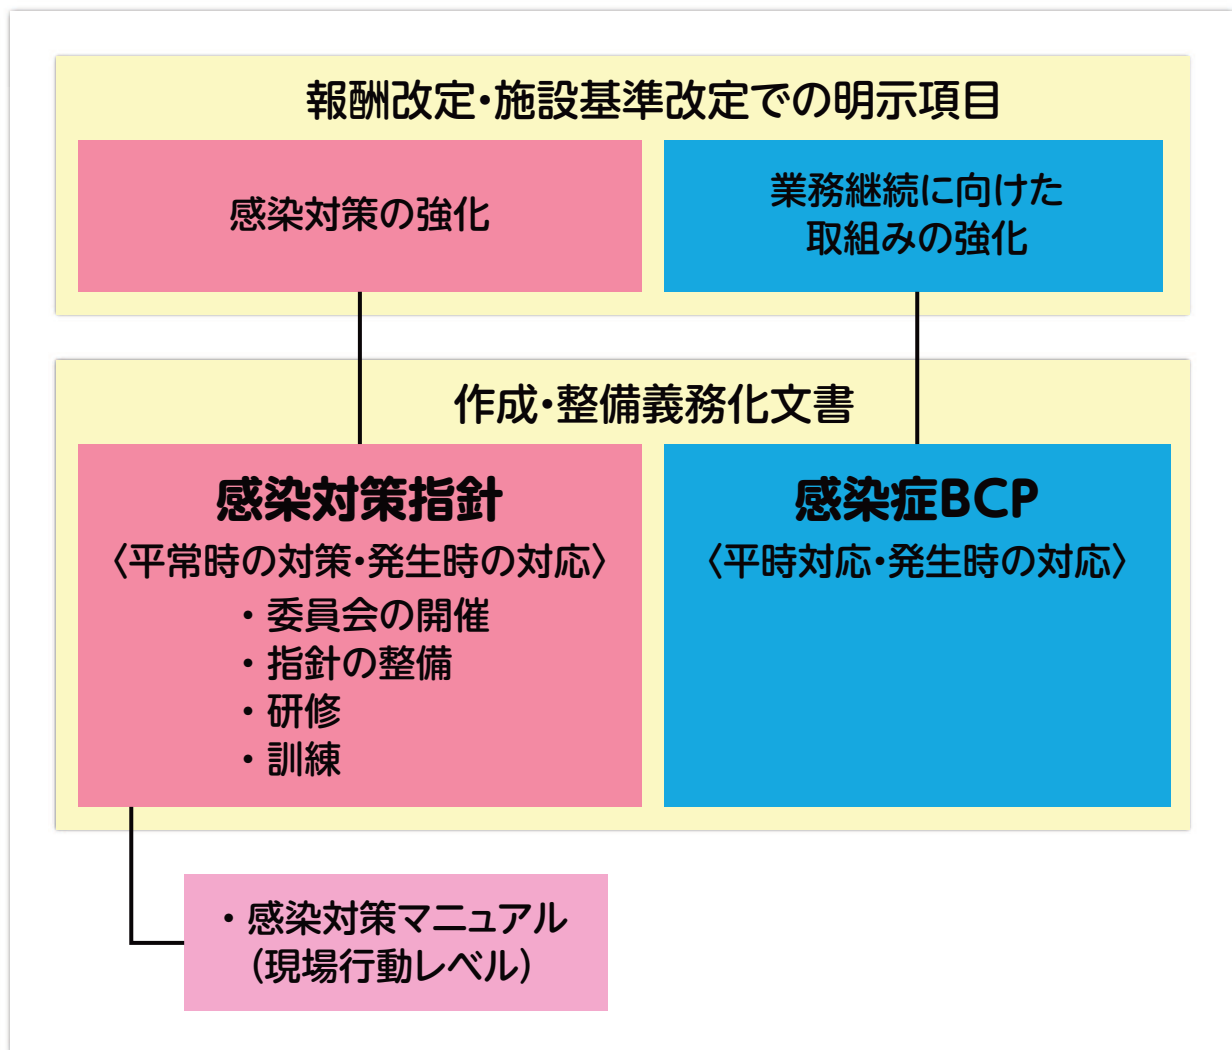 報酬改定・施設基準改定での明示項目
感染対策の強化
業務継続に向けた
取組みの強化
作成・整備義務化文書
感染対策指針
〈平常時の対策・発生時の対応〉
・委員会の開催
・指針の整備
・研修
・訓練
感染症BCP
〈平時対応・発生時の対応〉
・感染対策マニュアル
（現場行動レベル）